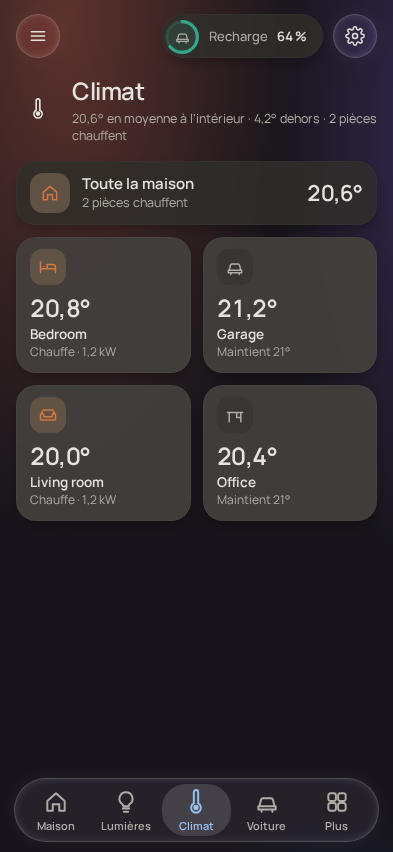 Recharge 64 %
Climat
20,6° en moyenne à l'intérieur · 4,2° dehors · 2 pièces
chauffent
Toute la maison
2 pièces chauffent
20,6°
20,8°
Bedroom
Chauffe · 1,2 kW
21,2°
Garage
Maintient 21°
20,0°
Living room
Chauffe · 1,2 kW
20,4°
Office
Maintient 21°
Maison
Lumières
Climat
Voiture
Plus